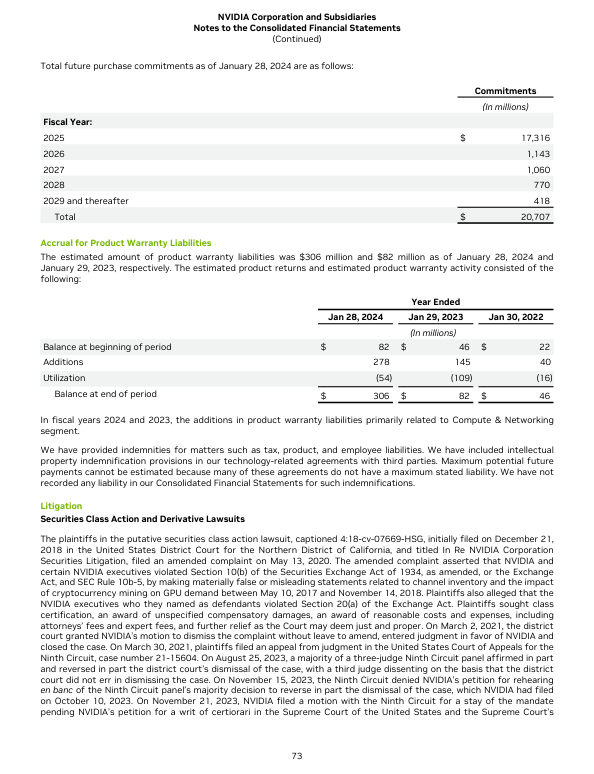 NVIDIA Corporation and Subsidiaries
Notes to the Consolidated Financial Statements
(Continued)
Total future purchase commitments as of January 28, 2024 are as follows:
Commitments
(In millions)
Fiscal Year:
2025 $ 17,316
2026 1,143
2027 1,060
2028 770
2029 and thereafter 418
Total $ 20,707
Accrual for Product Warranty Liabilities
The estimated amount of product warranty liabilities was $306 million and $82 million as of January 28, 2024 and
January 29, 2023, respectively. The estimated product returns and estimated product warranty activity consisted of the
following:
Year Ended
Jan 28, 2024 Jan 29, 2023 Jan 30, 2022
(In millions)
Balance at beginning of period $ 82 $ 46 $ 22
Additions 278 145 40
Utilization (54) (109) (16)
Balance at end of period $ 306 $ 82 $ 46
In fiscal years 2024 and 2023, the additions in product warranty liabilities primarily related to Compute & Networking
segment.
We have provided indemnities for matters such as tax, product, and employee liabilities. We have included intellectual
property indemnification provisions in our technology-related agreements with third parties. Maximum potential future
payments cannot be estimated because many of these agreements do not have a maximum stated liability. We have not
recorded any liability in our Consolidated Financial Statements for such indemnifications.
Litigation
Securities Class Action and Derivative Lawsuits
The plaintiffs in the putative securities class action lawsuit, captioned 4:18-cv-07669-HSG, initially filed on December 21,
2018 in the United States District Court for the Northern District of California, and titled In Re NVIDIA Corporation
Securities Litigation, filed an amended complaint on May 13, 2020. The amended complaint asserted that NVIDIA and
certain NVIDIA executives violated Section 10(b) of the Securities Exchange Act of 1934, as amended, or the Exchange
Act, and SEC Rule 10b-5, by making materially false or misleading statements related to channel inventory and the impact
of cryptocurrency mining on GPU demand between May 10, 2017 and November 14, 2018. Plaintiffs also alleged that the
NVIDIA executives who they named as defendants violated Section 20(a) of the Exchange Act. Plaintiffs sought class
certification, an award of unspecified compensatory damages, an award of reasonable costs and expenses, including
attorneys' fees and expert fees, and further relief as the Court may deem just and proper. On March 2, 2021, the district
court granted NVIDIA's motion to dismiss the complaint without leave to amend, entered judgment in favor of NVIDIA and
closed the case. On March 30, 2021, plaintiffs filed an appeal from judgment in the United States Court of Appeals for the
Ninth Circuit, case number 21-15604. On August 25, 2023, a majority of a three-judge Ninth Circuit panel affirmed in part
and reversed in part the district court's dismissal of the case, with a third judge dissenting on the basis that the district
court did not err in dismissing the case. On November 15, 2023, the Ninth Circuit denied NVIDIA's petition for rehearing
en banc of the Ninth Circuit panel's majority decision to reverse in part the dismissal of the case, which NVIDIA had filed
on October 10, 2023. On November 21, 2023, NVIDIA filed a motion with the Ninth Circuit for a stay of the mandate
pending NVIDIA's petition for a writ of certiorari in the Supreme Court of the United States and the Supreme Court's
73